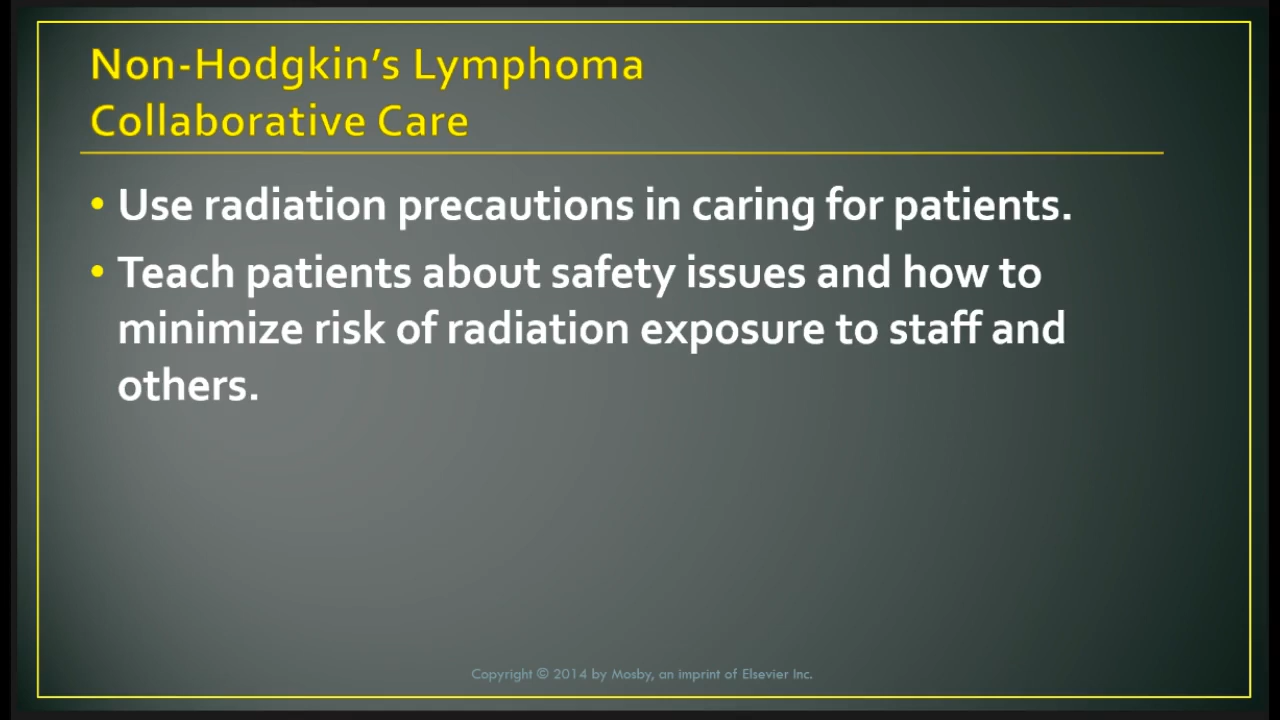 Non-Hodgkin’s Lymphoma
Collaborative Care
• Use radiation precautions in caring for patients.
• Teach patients about safety issues and how to
minimize risk of radiation exposure to staff and
others.
Copyright © 2014 by Mosby, an imprint of Elsevier Inc.